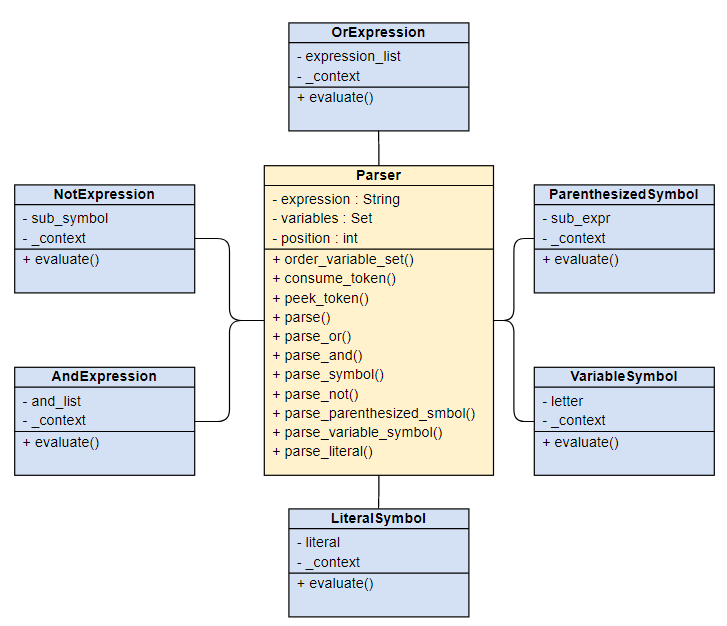 OrExpression
- expression_list
- _context
+ evaluate()
NotExpression
- sub_symbol
- _context
+ evaluate()
Parser
- expression : String
- variables : Set
- position : int
+ order_variable_set()
+ consume_token()
+ peek_token()
+ parse()
+ parse_or()
+ parse_and()
+ parse_symbol()
+ parse_not()
+ parse_parenthesized_smbol()
+ parse_variable_symbol()
+ parse_literal()
ParenthesizedSymbol
- sub_expr
- _context
+ evaluate()
AndExpression
- and_list
- _context
+ evaluate()
VariableSymbol
- letter
- _context
+ evaluate()
LiteralSymbol
- literal
- _context
+ evaluate()